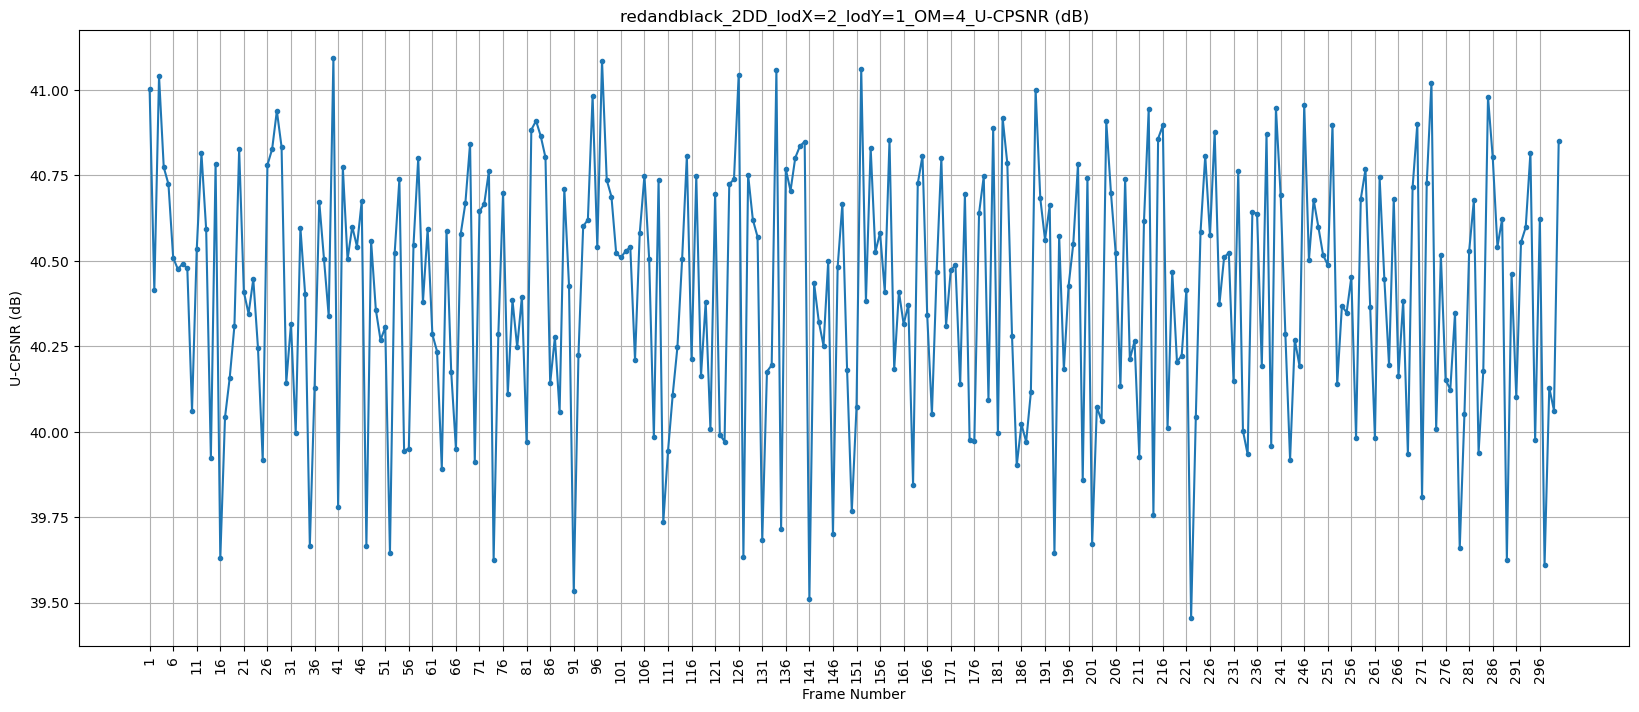 redandblack_2DD_lodX=2_lodY=1_OM=4_U-CPSNR (dB)
U-CPSNR (dB)
41.00
40.75
40.50
40.25
40.00
39.75
39.50
1 6 11 16 21 26 31 36 41 46 51 56 61 66 71 76 81 86 91 96 101 106 111 116 121 126 131 136 141 146 151 156 161 166 171 176 181 186 191 196 201 206 211 216 221 226 231 236 241 246 251 256 261 266 271 276 281 286 291 296
Frame Number